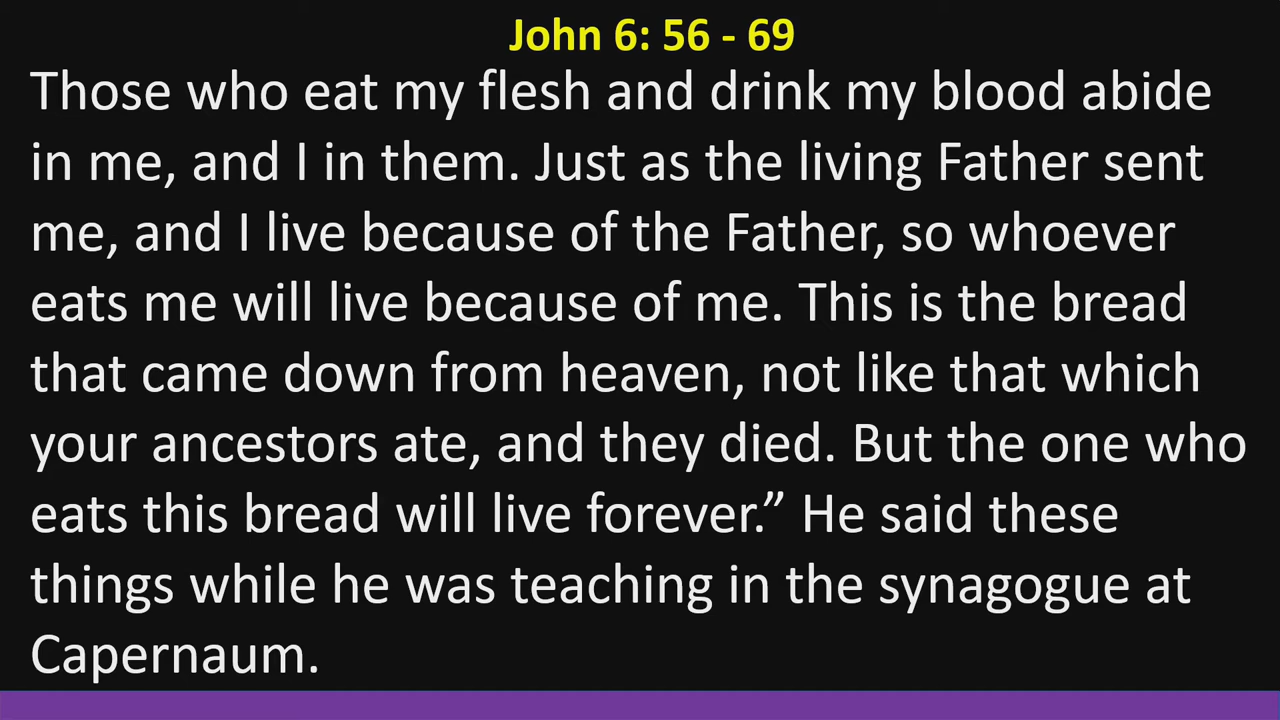 John 6: 56 - 69
Those who eat my flesh and drink my blood abide
in me, and I in them. Just as the living Father sent
me, and I live because of the Father, so whoever
eats me will live because of me. This is the bread
that came down from heaven, not like that which
your ancestors ate, and they died. But the one who
eats this bread will live forever.” He said these
things while he was teaching in the synagogue at
Capernaum.